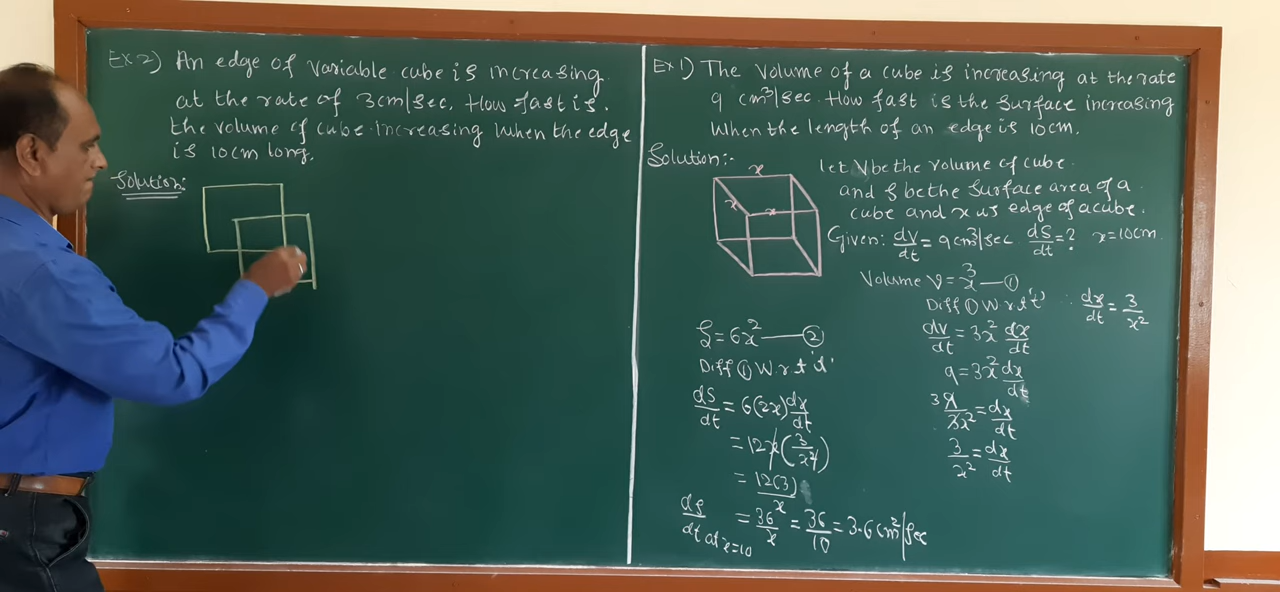 Ex 2) An edge of variable cube is increasing
at the rate of 3cm/sec. How fast is.
the volume of cube increasing when the edge
is 10cm long.
Solution:
Ex 1) The volume of a cube is increasing at the rate
9 cm³/sec. How fast is the surface increasing
when the length of an edge is 10cm.
Solution:-
x
x
x
let V be the volume of cube.
and S be the Surface area of a
cube and x us edge of a cube.
Given: dV/dt = 9cm³/sec dS/dt = ? x=10cm
Volume V = x³ — ①
Diff ① W r t 't'
dv/dt = 3x² dx/dt
9 = 3x² dx/dt
3 9/3x² = dx/dt
3/x² = dx/dt
∴ dx/dt = 3/x²
S = 6x² — ②
Diff ① W r t 't'
dS/dt = 6(2x) dx/dt
= 12x (3/x²)
= 12(3)/x
dS/dt at x=10 = 36/x = 36/10 = 3.6 cm²/sec